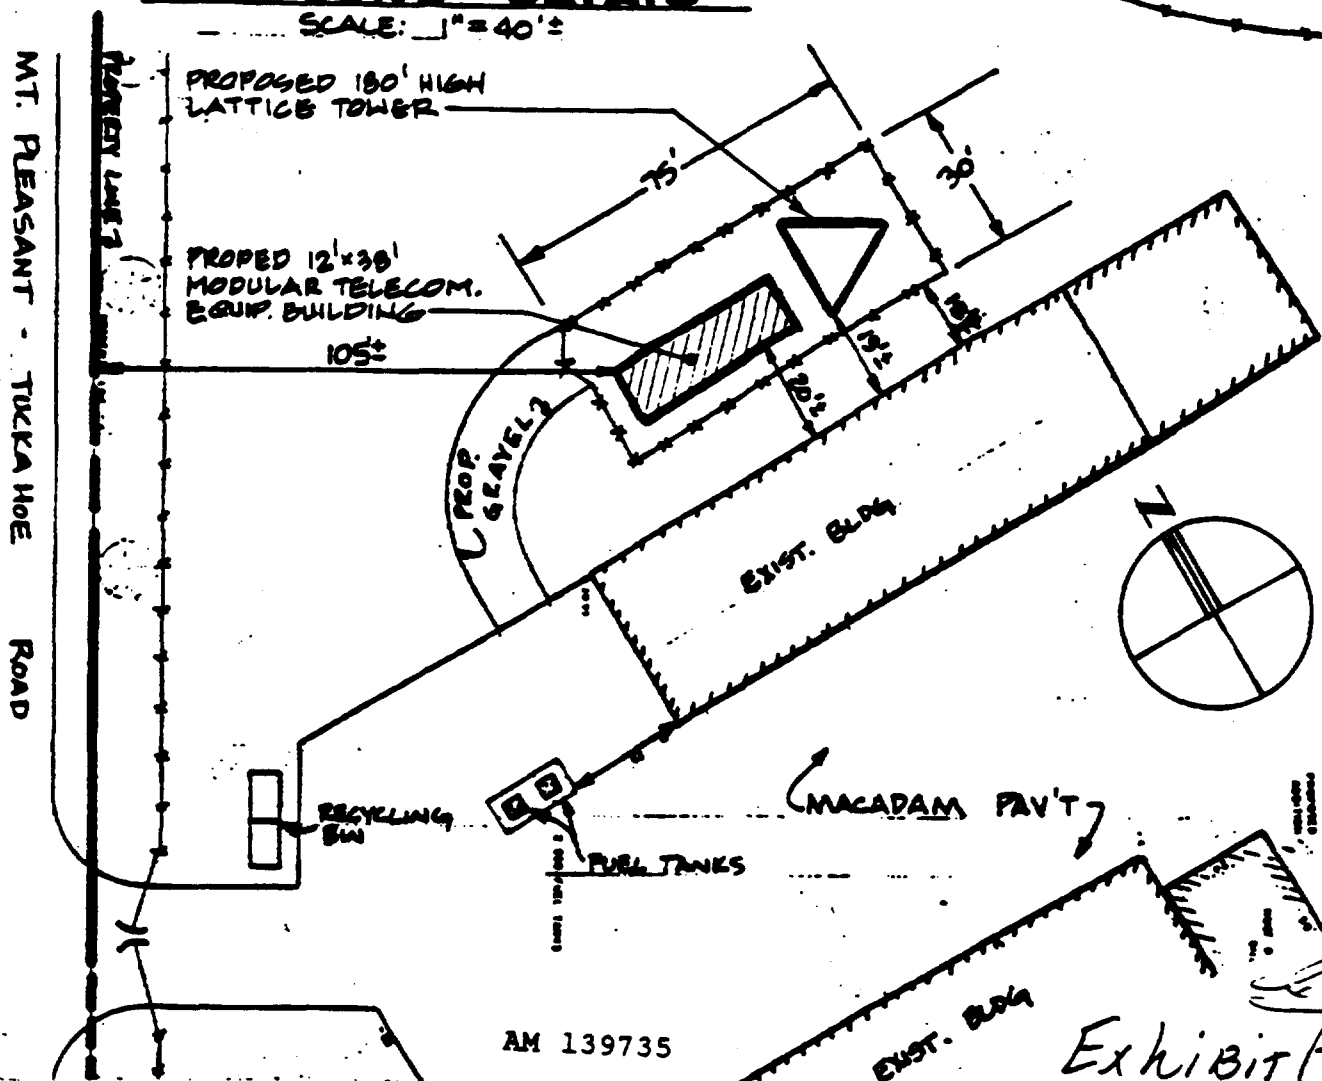 SCALE: 1"=40'±
PROPOSED 180' HIGH
LATTICE TOWER
75'
30'
PROPERTY LINE
MT. PLEASANT - TUCKAHOE ROAD
PROPED 12'x38'
MODULAR TELECOM.
EQUIP. BUILDING
105'±
19'±
20'±
PROP.
GRAVEL
EXIST. BLDG
N
RECYCLING
BIN
MACADAM PAV'T
FUEL TANKS
EXIST. BLDG
AM 139735
EXHIBIT